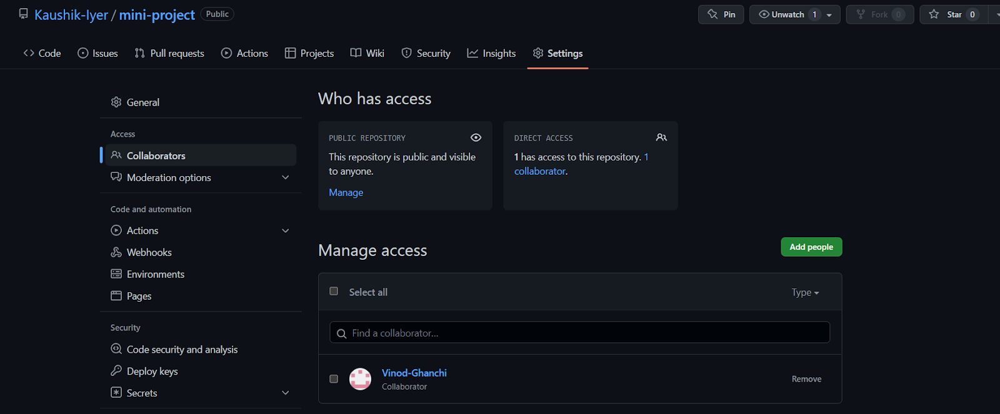 Kaushik-Iyer / mini-project Public
Pin Unwatch 1 Fork 0 Star 0
Code Issues Pull requests Actions Projects Wiki Security Insights Settings
General
Access
Collaborators
Moderation options
Code and automation
Actions
Webhooks
Environments
Pages
Security
Code security and analysis
Deploy keys
Secrets
Who has access
PUBLIC REPOSITORY
This repository is public and visible
to anyone.
Manage
DIRECT ACCESS
1 has access to this repository. 1
collaborator.
Manage access
Add people
Select all
Type
Find a collaborator...
Vinod-Ghanchi
Collaborator
Remove